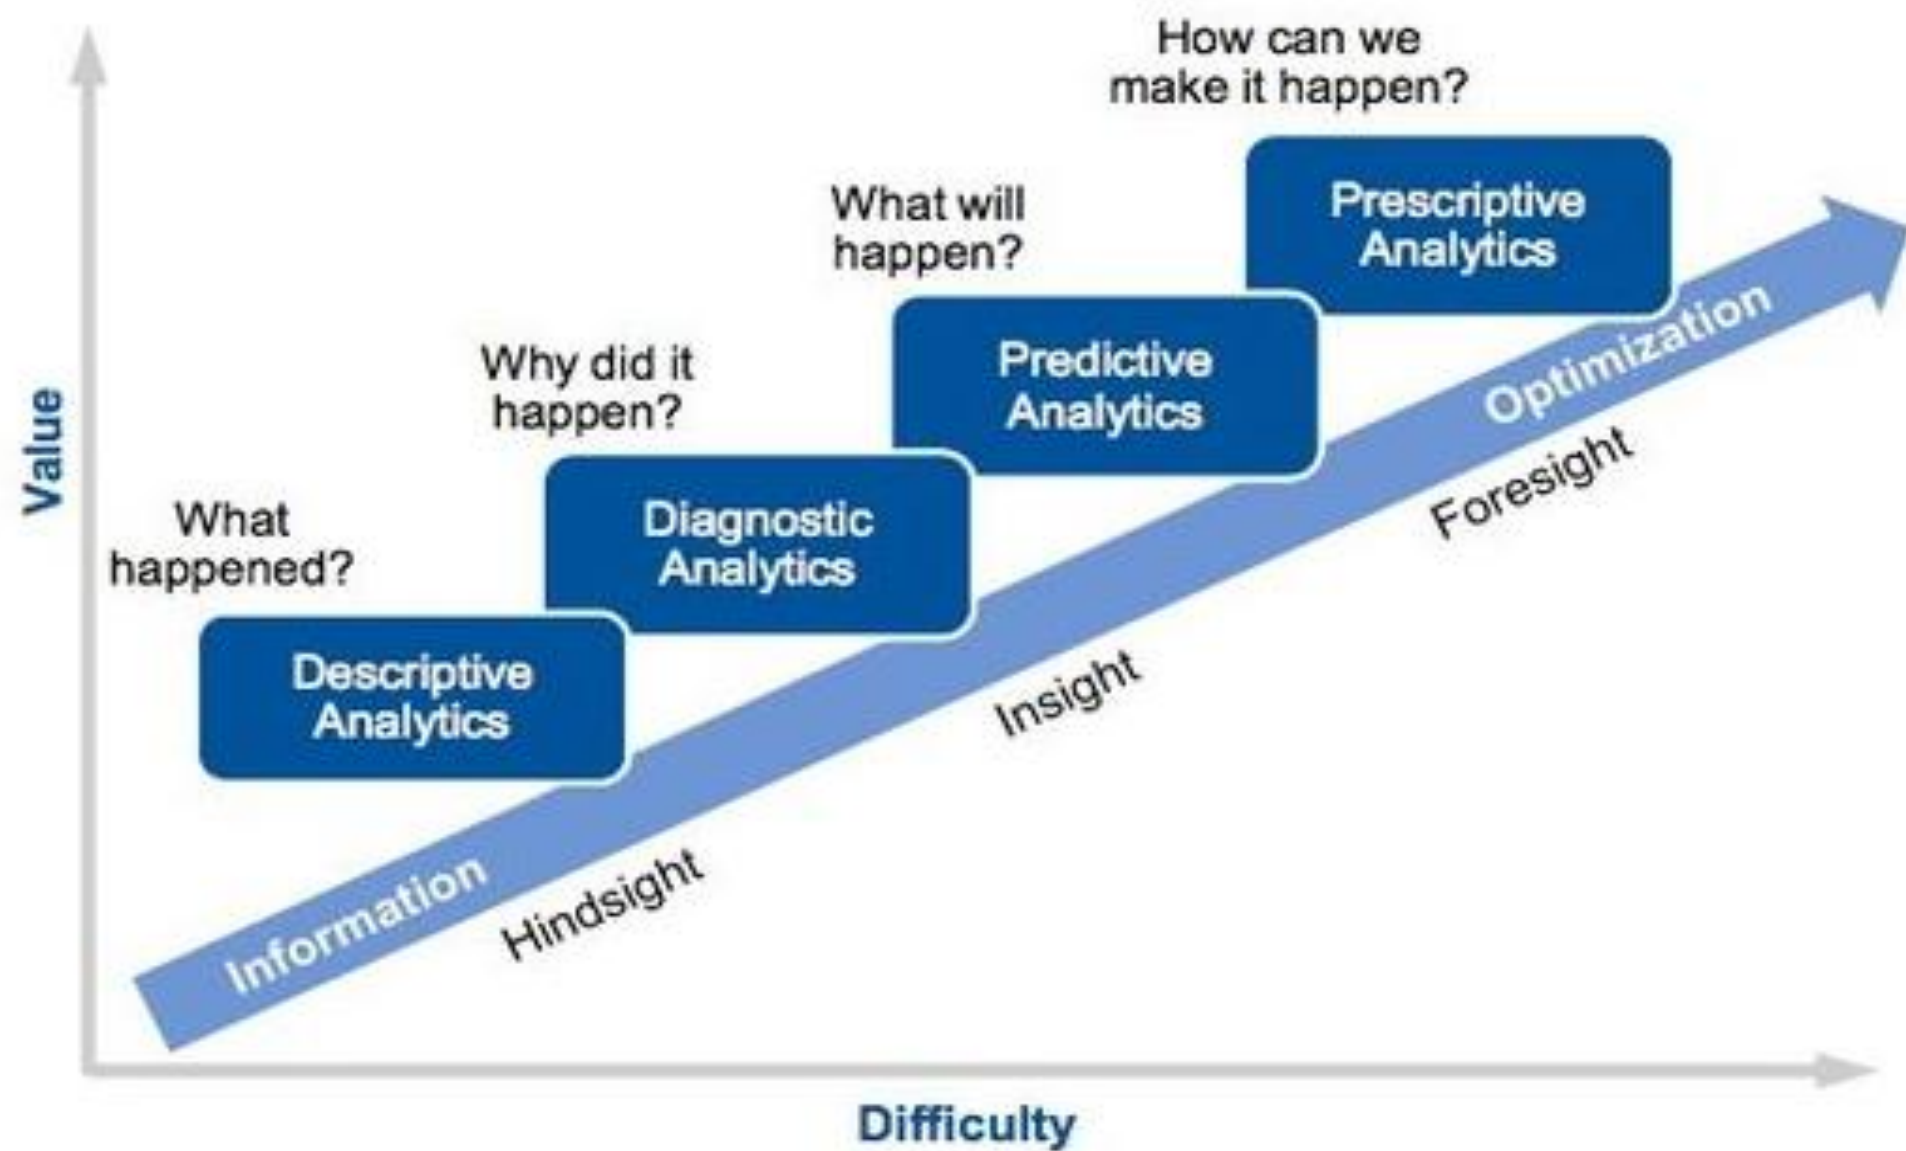 How can we
make it happen?
Prescriptive
Analytics
What will
happen?
Predictive
Analytics
Why did it
happen?
Diagnostic
Analytics
What
happened?
Descriptive
Analytics
Value
Information
Optimization
Hindsight
Insight
Foresight
Difficulty